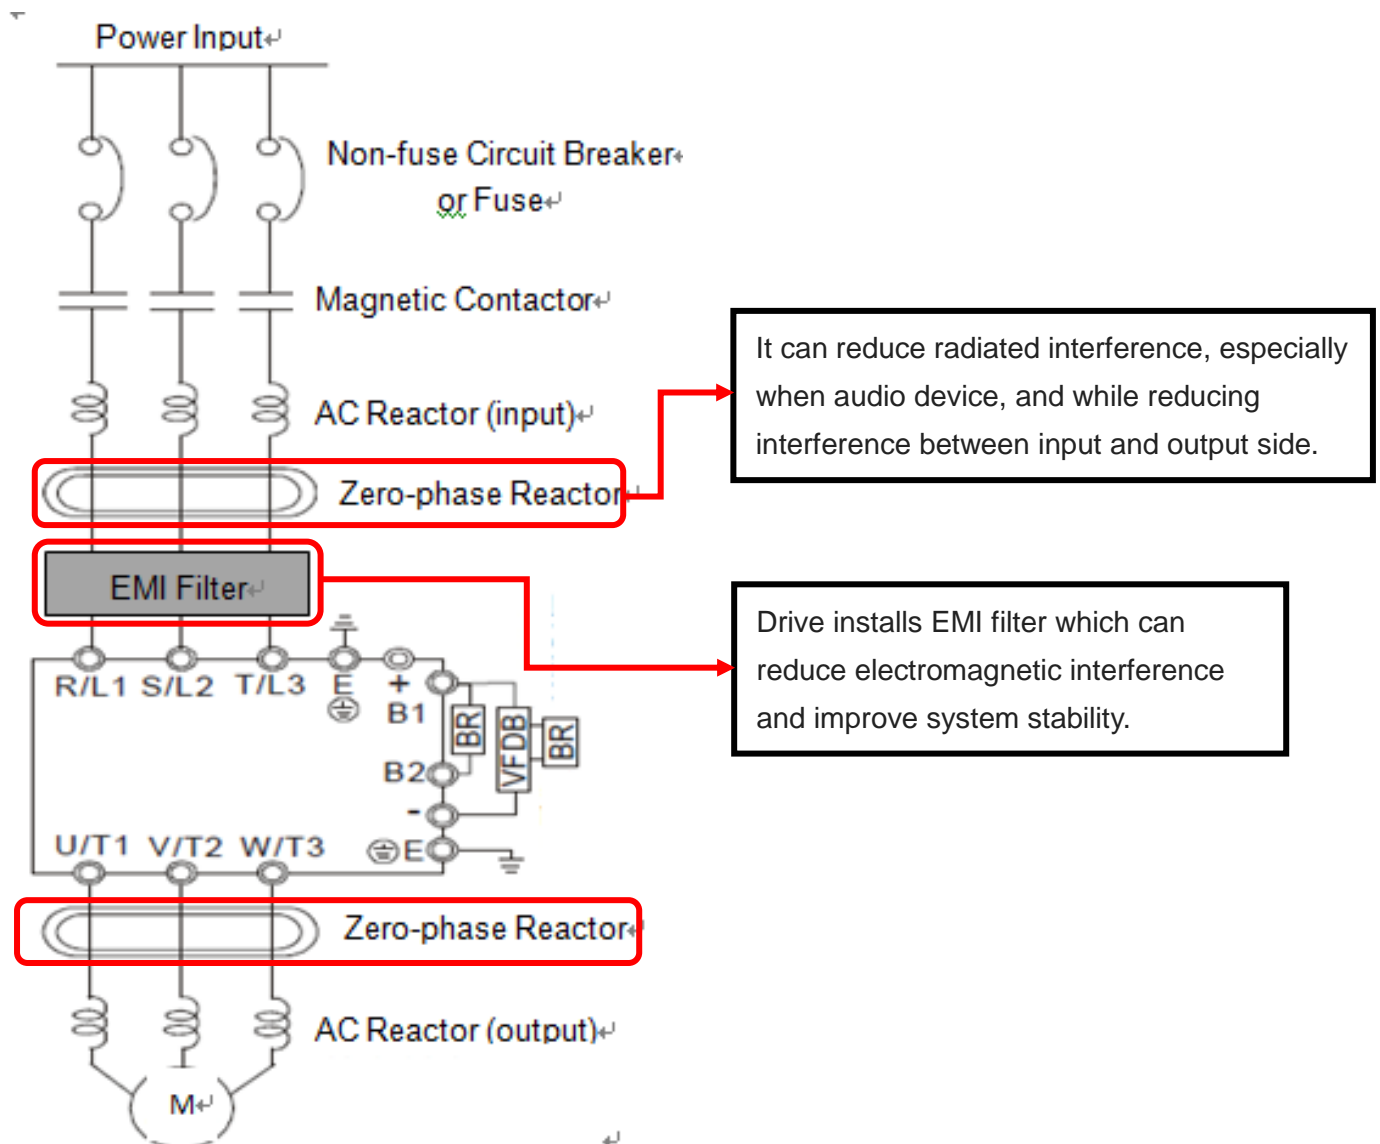 Power Input
Non-fuse Circuit Breaker
or Fuse
Magnetic Contactor
AC Reactor (input)
It can reduce radiated interference, especially
when audio device, and while reducing
interference between input and output side.
Zero-phase Reactor
EMI Filter
Drive installs EMI filter which can
reduce electromagnetic interference
and improve system stability.
R/L1 S/L2 T/L3 E +
B1
BR
VFDB
BR
B2
-
U/T1 V/T2 W/T3 E
Zero-phase Reactor
AC Reactor (output)
M